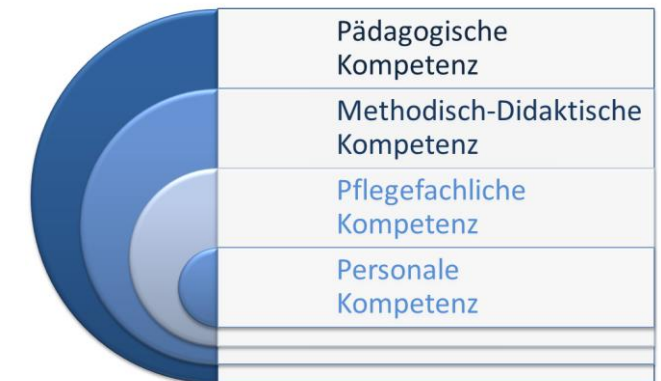 Pädagogische
Kompetenz
Methodisch-Didaktische
Kompetenz
Pflegefachliche
Kompetenz
Personale
Kompetenz